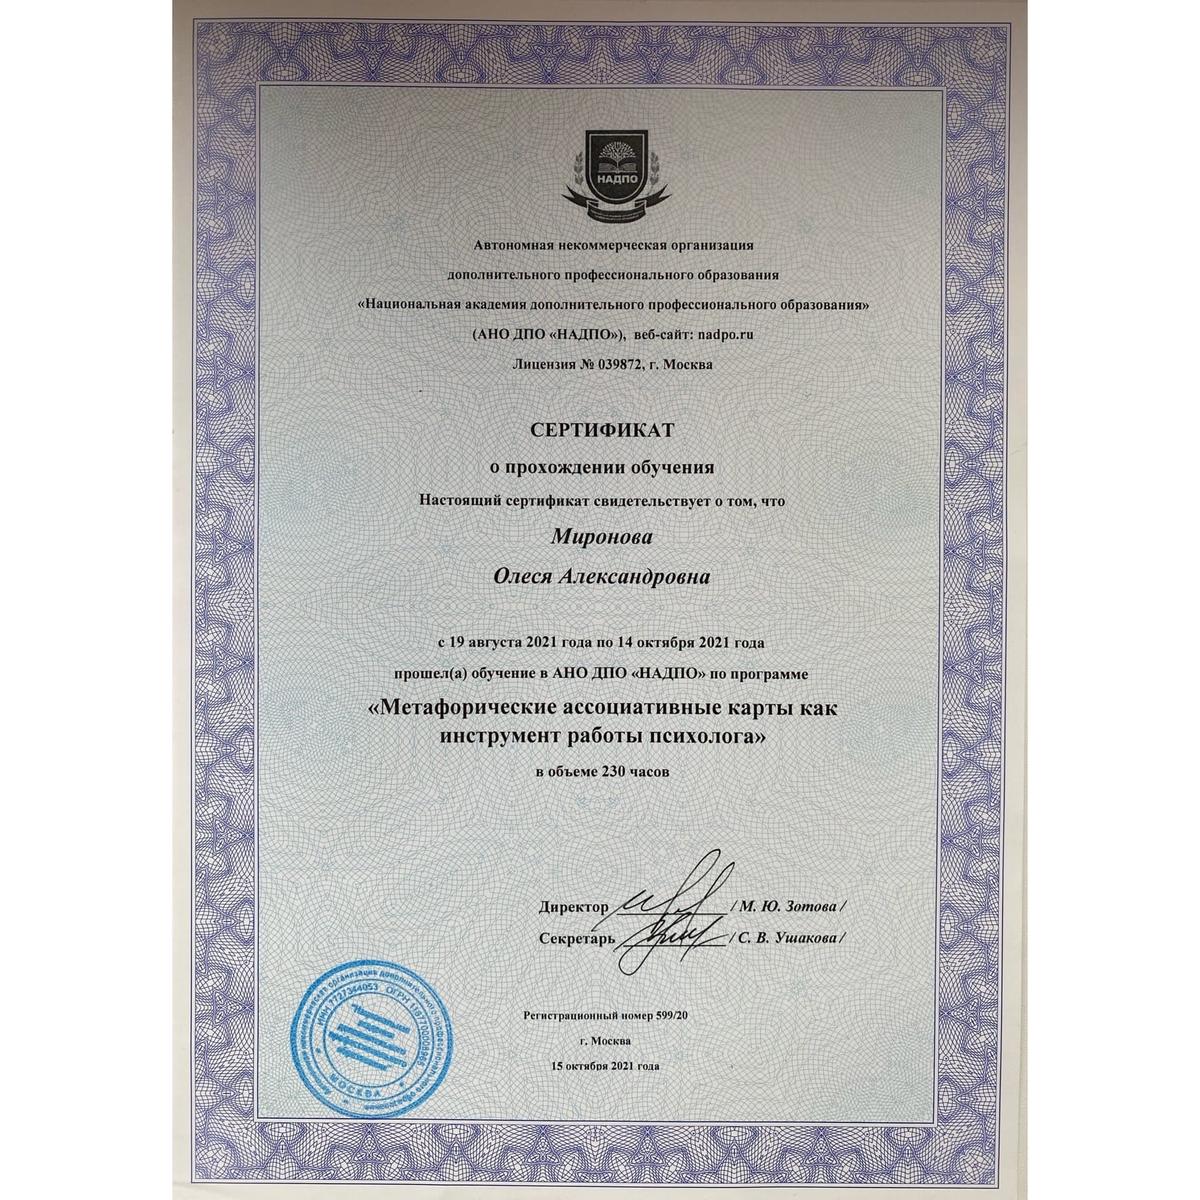 НАДПО
Автономная некоммерческая организация
дополнительного профессионального образования
«Национальная академия дополнительного профессионального образования»
(АНО ДПО «НАДПО»), веб-сайт: nadpo.ru
Лицензия № 039872, г. Москва
СЕРТИФИКАТ
о прохождении обучения
Настоящий сертификат свидетельствует о том, что
Миронова
Олеся Александровна
с 19 августа 2021 года по 14 октября 2021 года
прошел(а) обучение в АНО ДПО «НАДПО» по программе
«Метафорические ассоциативные карты как
инструмент работы психолога»
в объеме 230 часов
Директор / М. Ю. Зотова /
Секретарь / С. В. Ушакова /
Регистрационный номер 599/20
г. Москва
15 октября 2021 года
ИНН 7727344053
МОСКВА